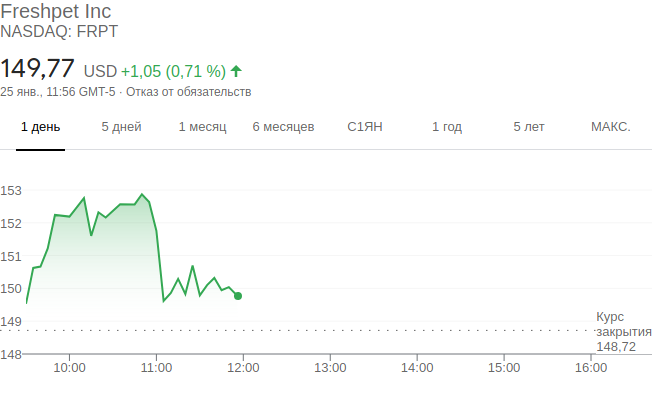 Freshpet Inc
NASDAQ: FRPT
149,77 USD +1,05 (0,71 %)
25 янв., 11:56 GMT-5 · Отказ от обязательств
1 день 5 дней 1 месяц 6 месяцев С1ЯН 1 год 5 лет МАКС.
153
152
151
150
149
Курс
закрытия
148,72
148
10:00 11:00 12:00 13:00 14:00 15:00 16:00